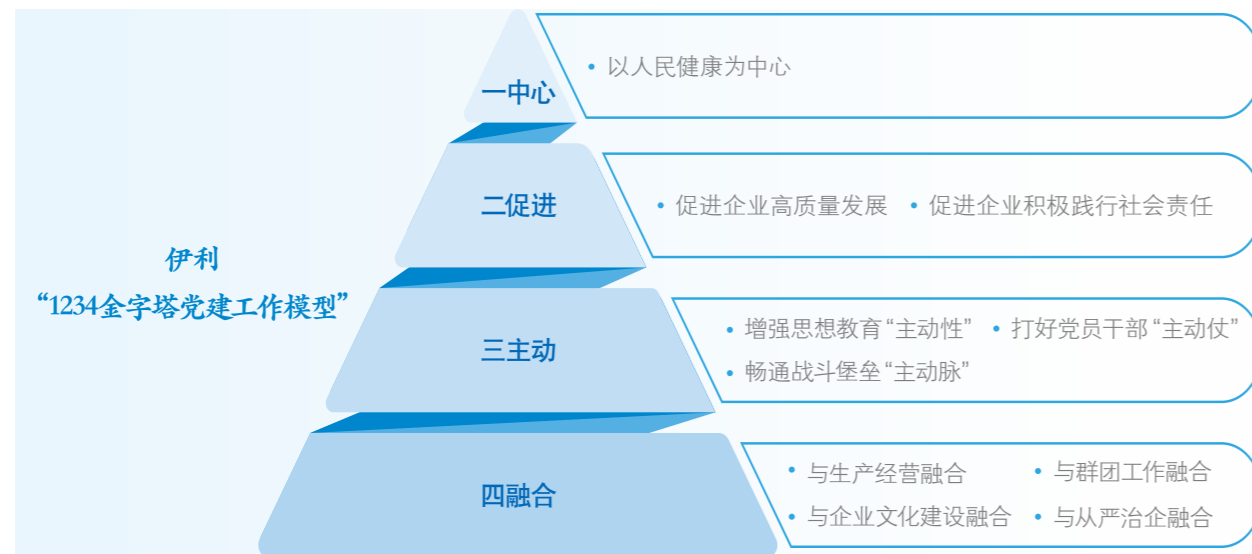 一中心
• 以人民健康为中心
二促进
• 促进企业高质量发展 • 促进企业积极践行社会责任
伊利
“1234金字塔党建工作模型”
三主动
• 增强思想教育“主动性” • 打好党员干部“主动仗”
• 畅通战斗堡垒“主动脉”
四融合
• 与生产经营融合 • 与群团工作融合
• 与企业文化建设融合 • 与从严治企融合